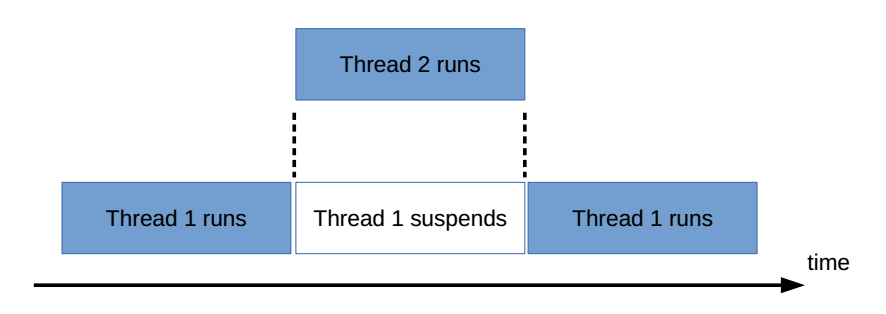 Thread 2 runs
Thread 1 runs
Thread 1 suspends
Thread 1 runs
time